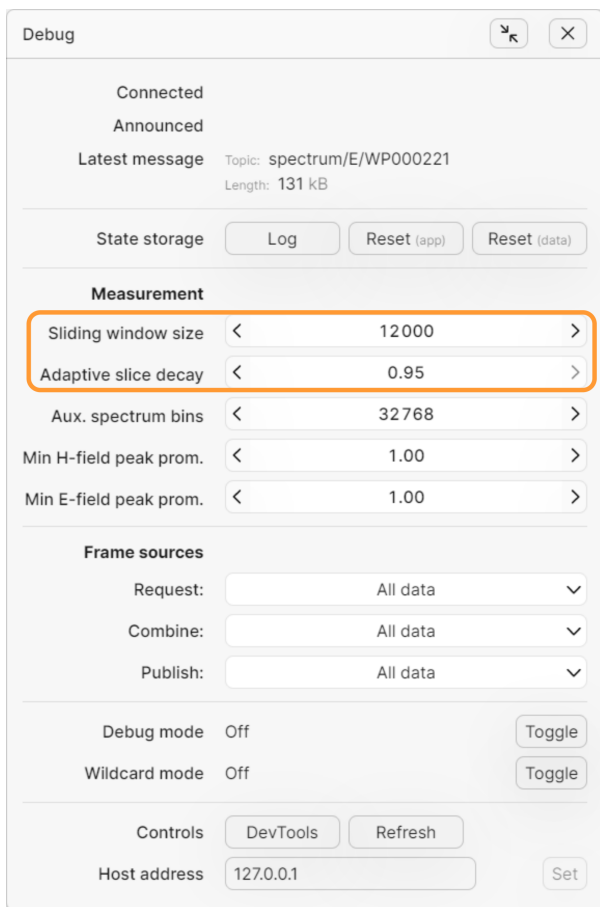 Debug
Connected
Announced
Latest message Topic: spectrum/E/WP000221
Length: 131 kB
State storage Log Reset (app) Reset (data)
Measurement
Sliding window size 12000
Adaptive slice decay 0.95
Aux. spectrum bins 32768
Min H-field peak prom. 1.00
Min E-field peak prom. 1.00
Frame sources
Request: All data
Combine: All data
Publish: All data
Debug mode Off Toggle
Wildcard mode Off Toggle
Controls DevTools Refresh
Host address 127.0.0.1 Set